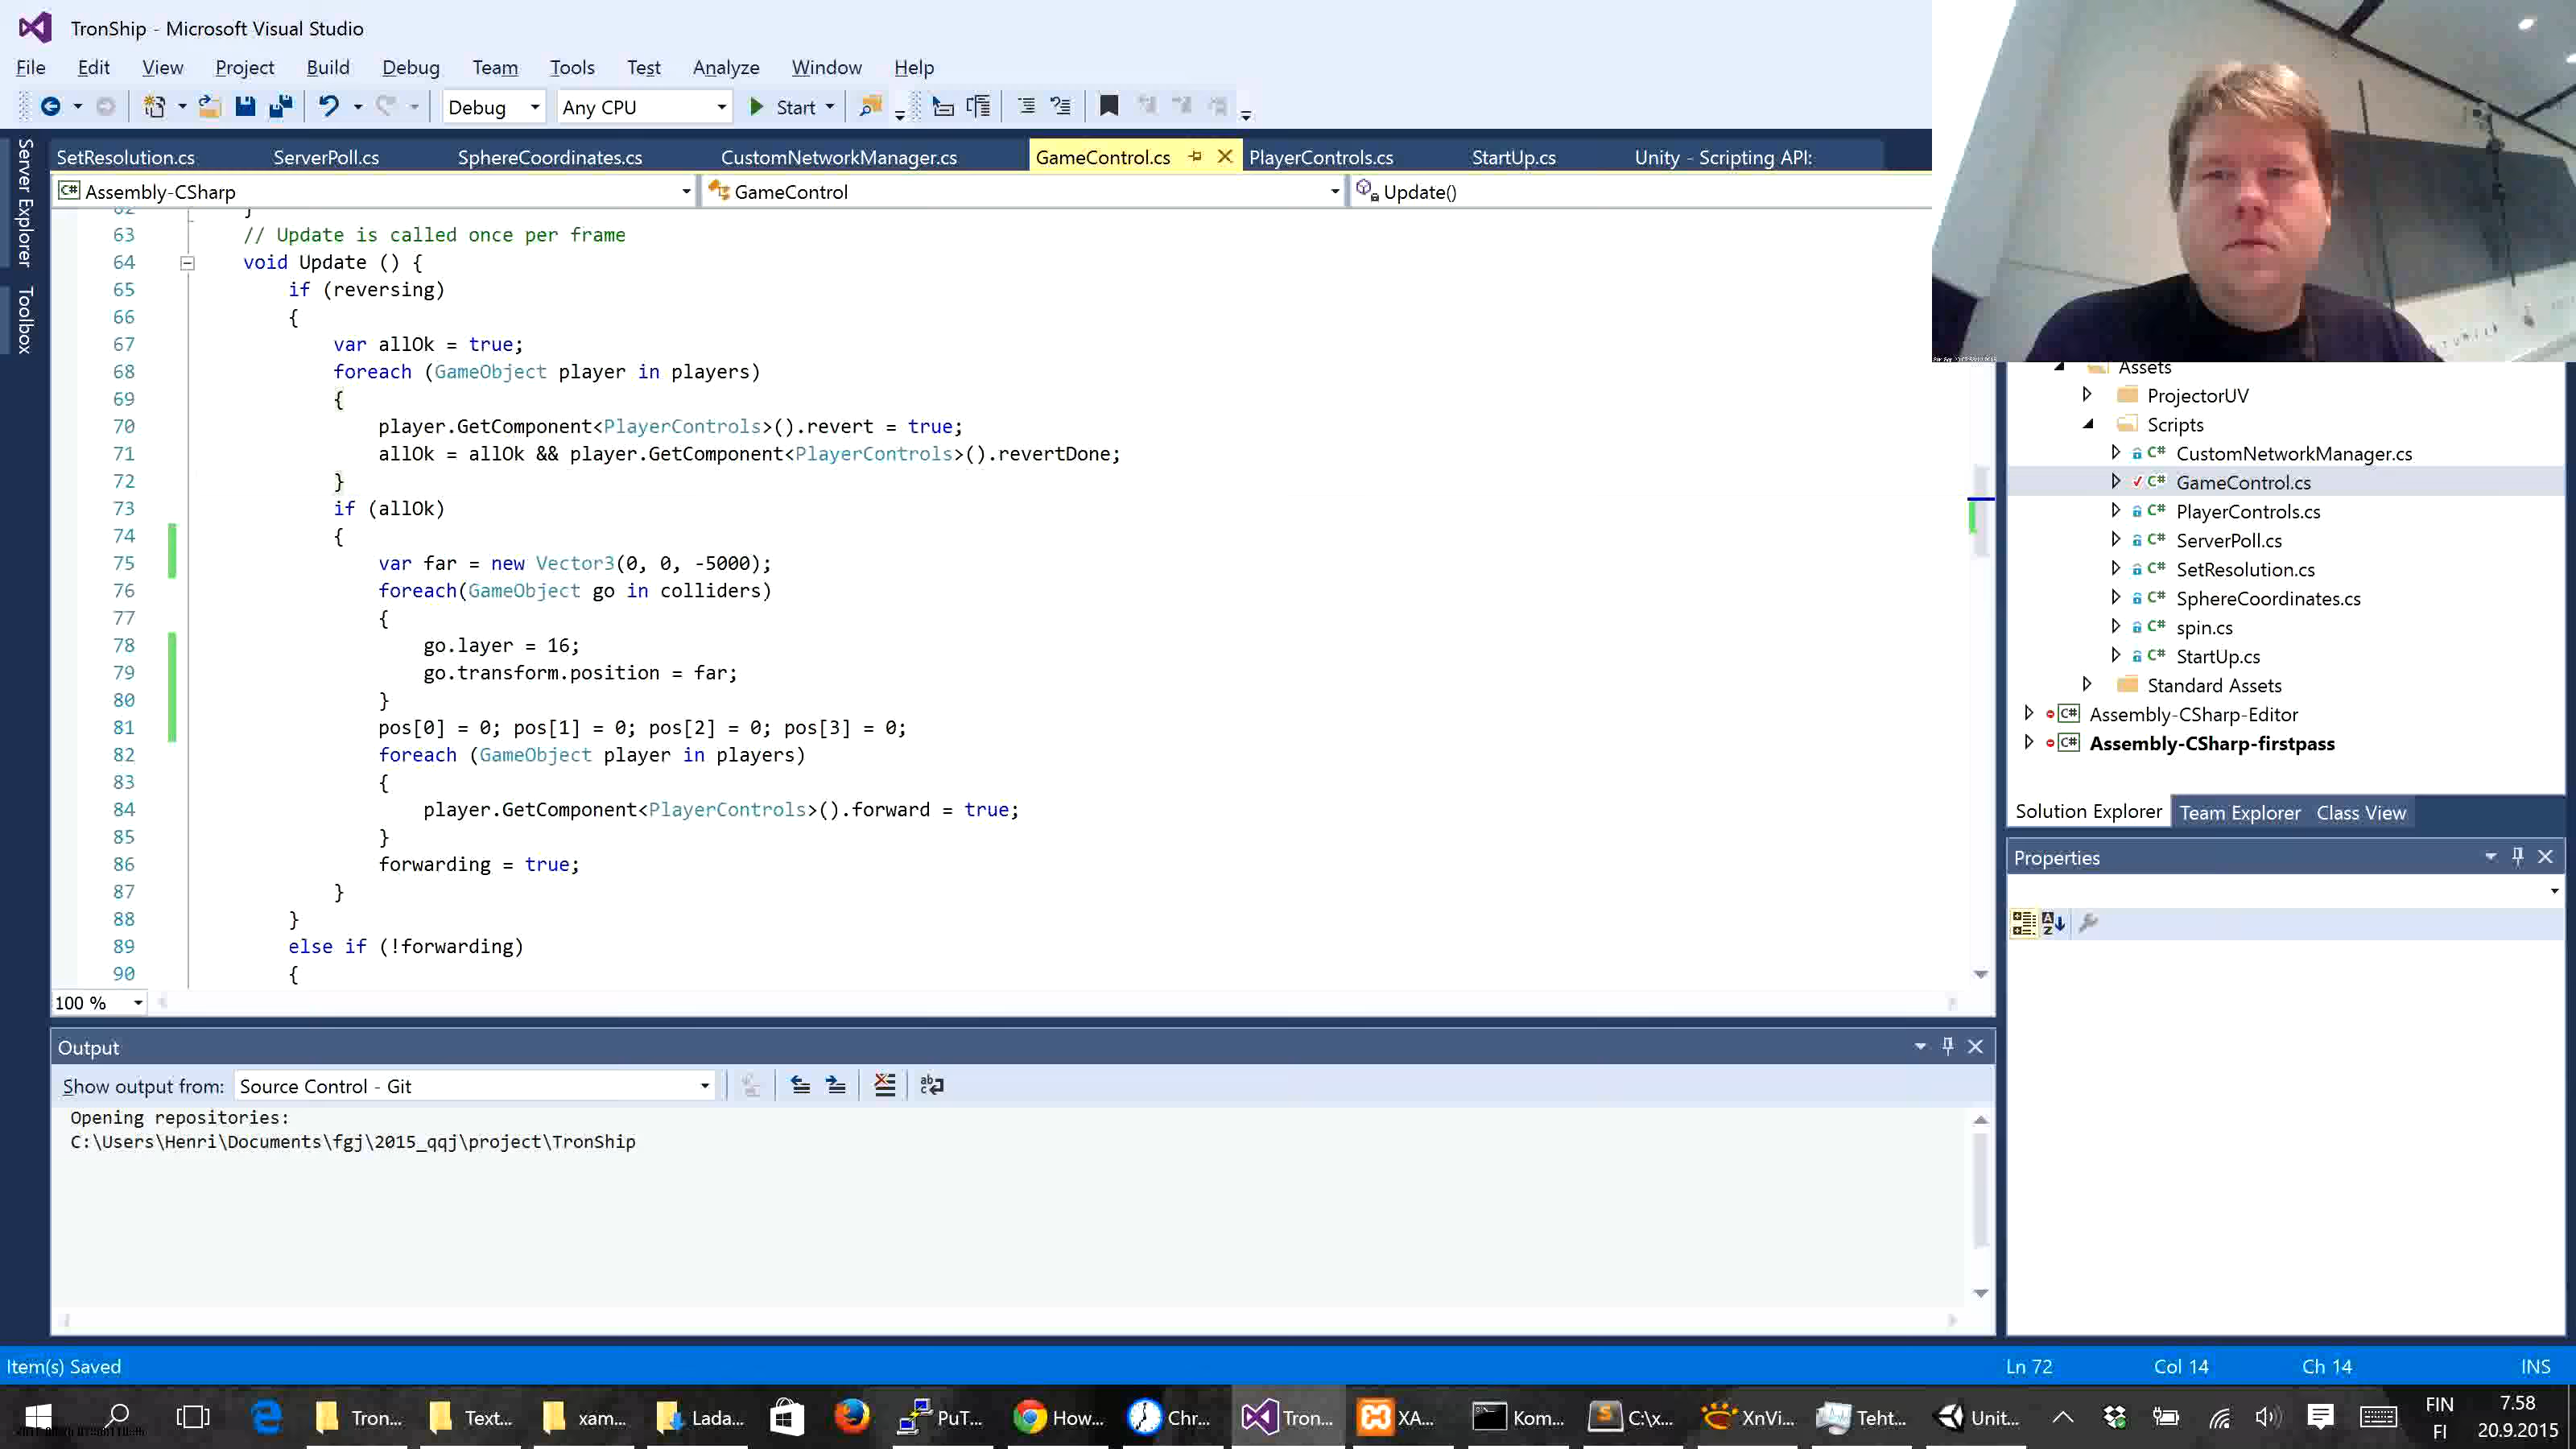 TronShip - Microsoft Visual Studio
File Edit View Project Build Debug Team Tools Test Analyze Window Help
Debug Any CPU Start
Server Explorer
Toolbox
SetResolution.cs ServerPoll.cs SphereCoordinates.cs CustomNetworkManager.cs GameControl.cs PlayerControls.cs StartUp.cs Unity - Scripting API:
Assembly-CSharp GameControl Update()
62 }
63 // Update is called once per frame
64 void Update () {
65 if (reversing)
66 {
67 var allOk = true;
68 foreach (GameObject player in players)
69 {
70 player.GetComponent<PlayerControls>().revert = true;
71 allOk = allOk && player.GetComponent<PlayerControls>().revertDone;
72 }
73 if (allOk)
74 {
75 var far = new Vector3(0, 0, -5000);
76 foreach(GameObject go in colliders)
77 {
78 go.layer = 16;
79 go.transform.position = far;
80 }
81 pos[0] = 0; pos[1] = 0; pos[2] = 0; pos[3] = 0;
82 foreach (GameObject player in players)
83 {
84 player.GetComponent<PlayerControls>().forward = true;
85 }
86 forwarding = true;
87 }
88 }
89 else if (!forwarding)
90 {
100 %
Assets
ProjectorUV
Scripts
C# CustomNetworkManager.cs
C# GameControl.cs
C# PlayerControls.cs
C# ServerPoll.cs
C# SetResolution.cs
C# SphereCoordinates.cs
C# spin.cs
C# StartUp.cs
Standard Assets
C# Assembly-CSharp-Editor
C# Assembly-CSharp-firstpass
Solution Explorer Team Explorer Class View
Properties
Output
Show output from: Source Control - Git
Opening repositories:
C:\Users\Henri\Documents\fgj\2015_qqj\project\TronShip
Item(s) Saved Ln 72 Col 14 Ch 14 INS
Tron... Text... xam... Lada... PuT... How... Chr... Tron... XA... Kom... C:\x... XnVi... Teht... Unit... FIN 7.58
FI 20.9.2015